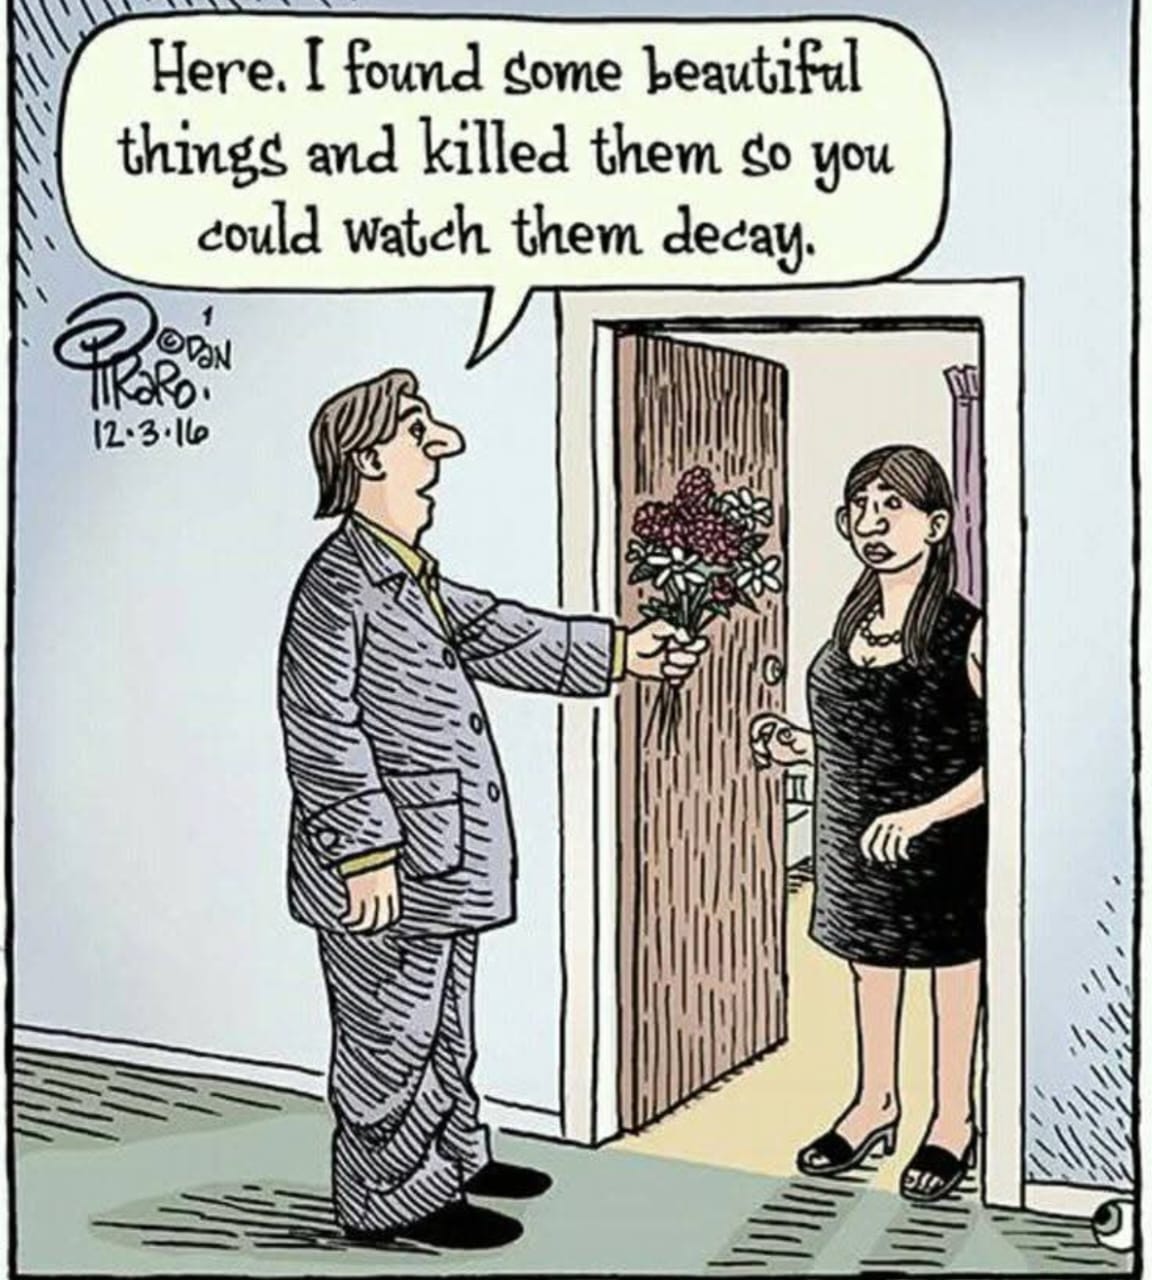 Here. I found some beautiful
things and killed them so you
could watch them decay.
1
© Dan
Piraro.
12.3.16